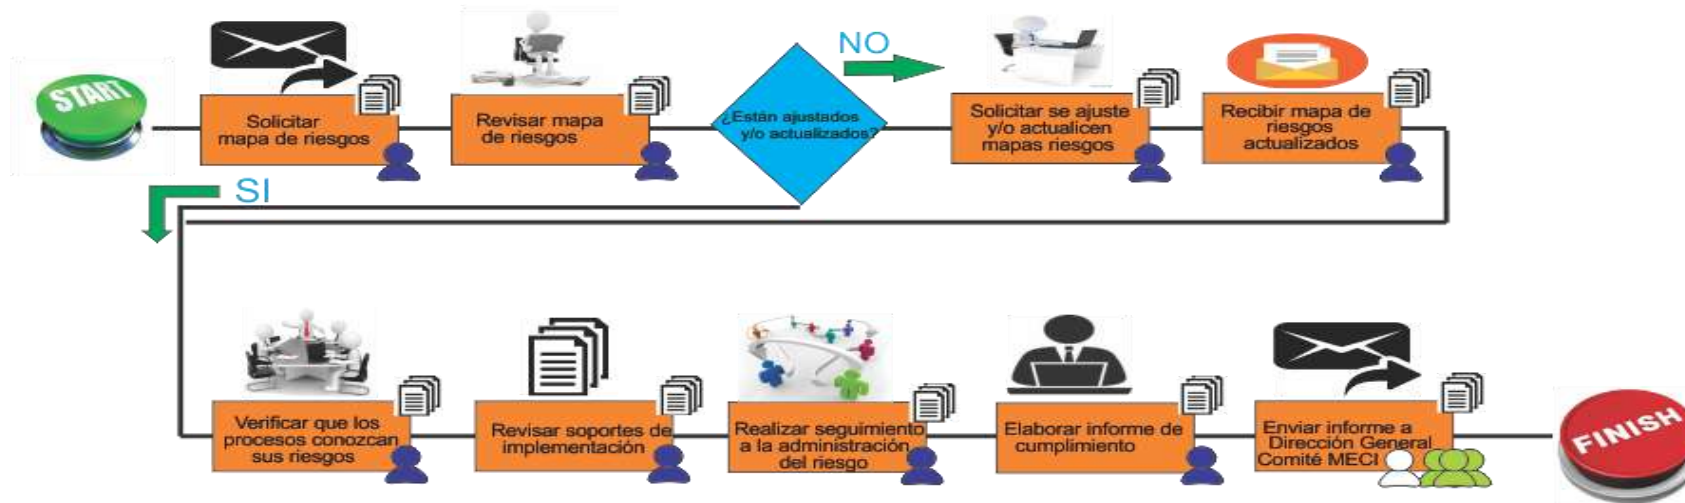 START
Solicitar
mapa de riesgos
Revisar mapa
de riesgos
¿Están ajustados
y/o actualizados?
NO
Solicitar se ajuste
y/o actualicen
mapas riesgos
Recibir mapa de
riesgos
actualizados
SI
Verificar que los
procesos conozcan
sus riesgos
Revisar soportes de
implementación
Realizar seguimiento
a la administración
del riesgo
Elaborar informe de
cumplimiento
Enviar informe a
Dirección General
Comité MECI
FINISH